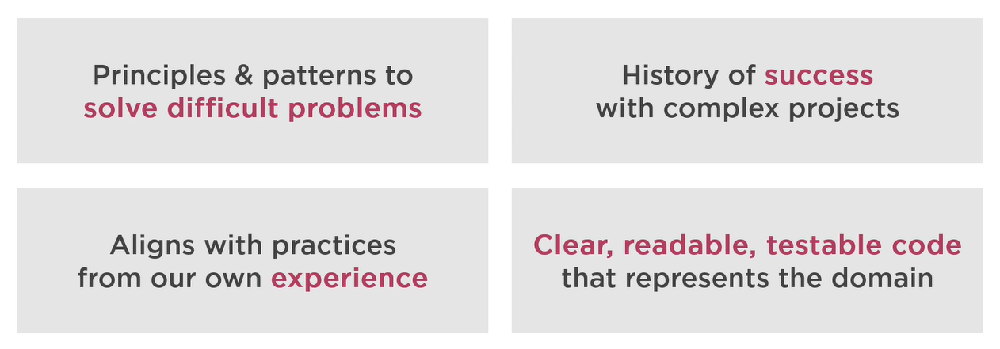 Principles & patterns to
solve difficult problems
History of success
with complex projects
Aligns with practices
from our own experience
Clear, readable, testable code
that represents the domain